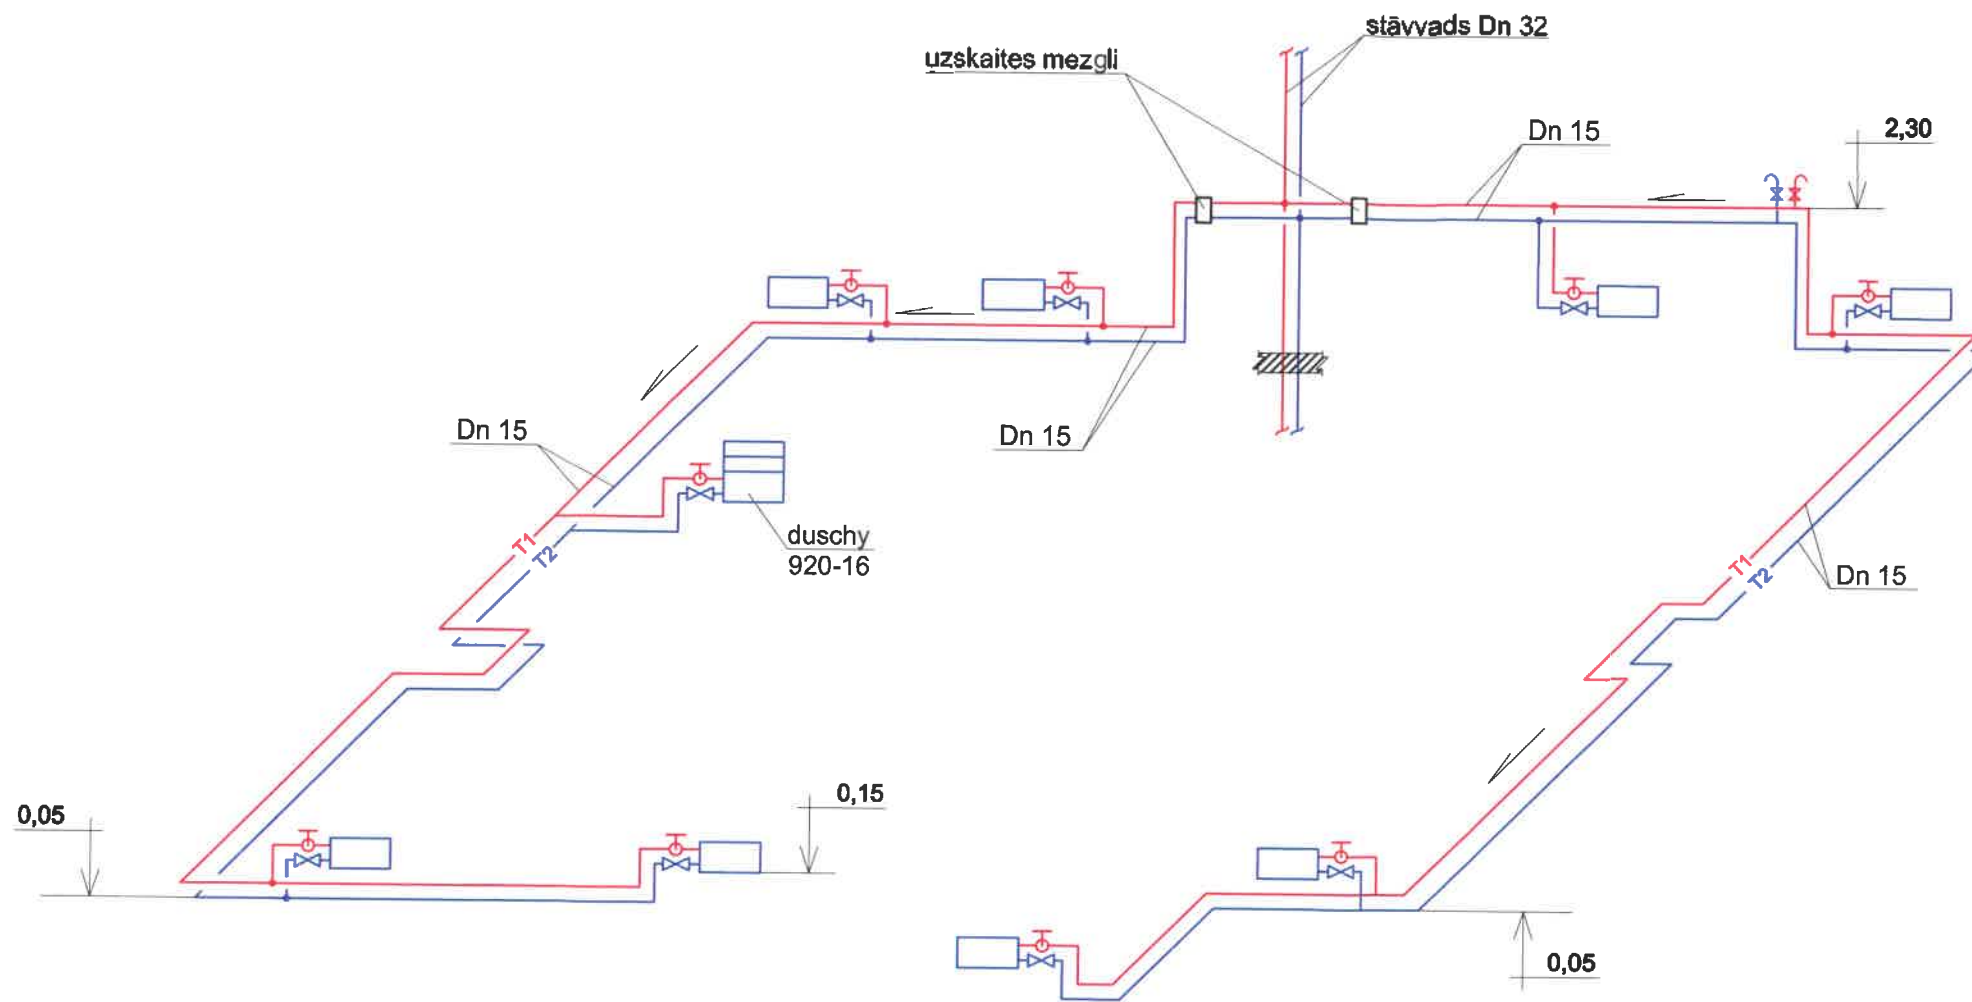 stāvvads Dn 32
uzskaites mezgli
Dn 15
2,30
Dn 15
Dn 15
duschy
920-16
T1
T2
T1
T2
Dn 15
0,05
0,15
0,05